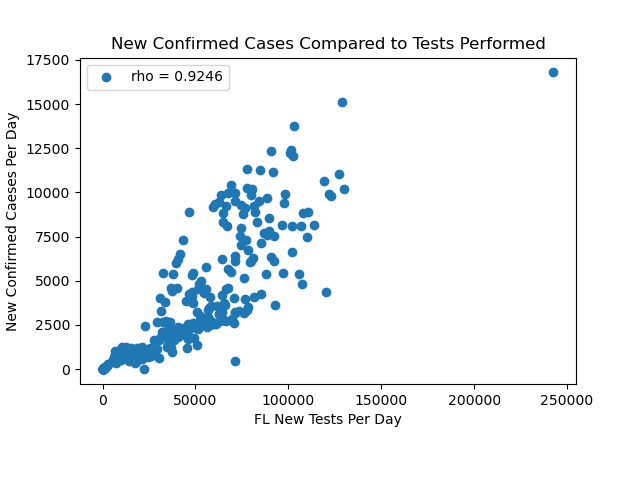 New Confirmed Cases Compared to Tests Performed
rho = 0.9246
New Confirmed Caeses Per Day
17500
15000
12500
10000
7500
5000
2500
0
0 50000 100000 150000 200000 250000
FL New Tests Per Day